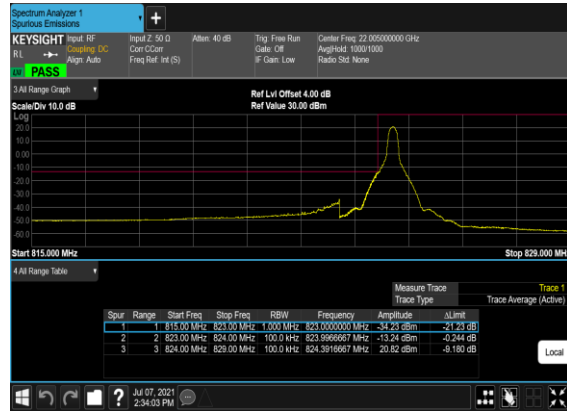 Spectrum Analyzer 1
Spurious Emissions
KEYSIGHT Input: RF
RL Coupling: DC
Align: Auto
Input Z: 50 Ω
Corr CCorr
Freq Ref: Int (S)
Atten: 40 dB
Trig: Free Run
Gate: Off
IF Gain: Low
Center Freq: 22.005000000 GHz
Avg|Hold: 1000/1000
Radio Std: None
PASS
3 All Range Graph
Scale/Div 10.0 dB
Ref Lvl Offset 4.00 dB
Ref Value 30.00 dBm
Log
20.0
10.0
0.00
-10.0
-20.0
-30.0
-40.0
-50.0
-60.0
Start 815.000 MHz
Stop 829.000 MH
4 All Range Table
Measure Trace Trace 1
Trace Type Trace Average (Active)
Spur Range Start Freq Stop Freq RBW Frequency Amplitude ΔLimit
1 1 815.00 MHz 823.00 MHz 1.000 MHz 823.0000000 MHz -34.23 dBm -21.23 dB
2 2 823.00 MHz 824.00 MHz 100.0 kHz 823.9966667 MHz -13.24 dBm -0.244 dB
3 3 824.00 MHz 829.00 MHz 100.0 kHz 824.3916667 MHz 20.82 dBm -9.180 dB
Local
?
Jul 07, 2021
2:34:03 PM